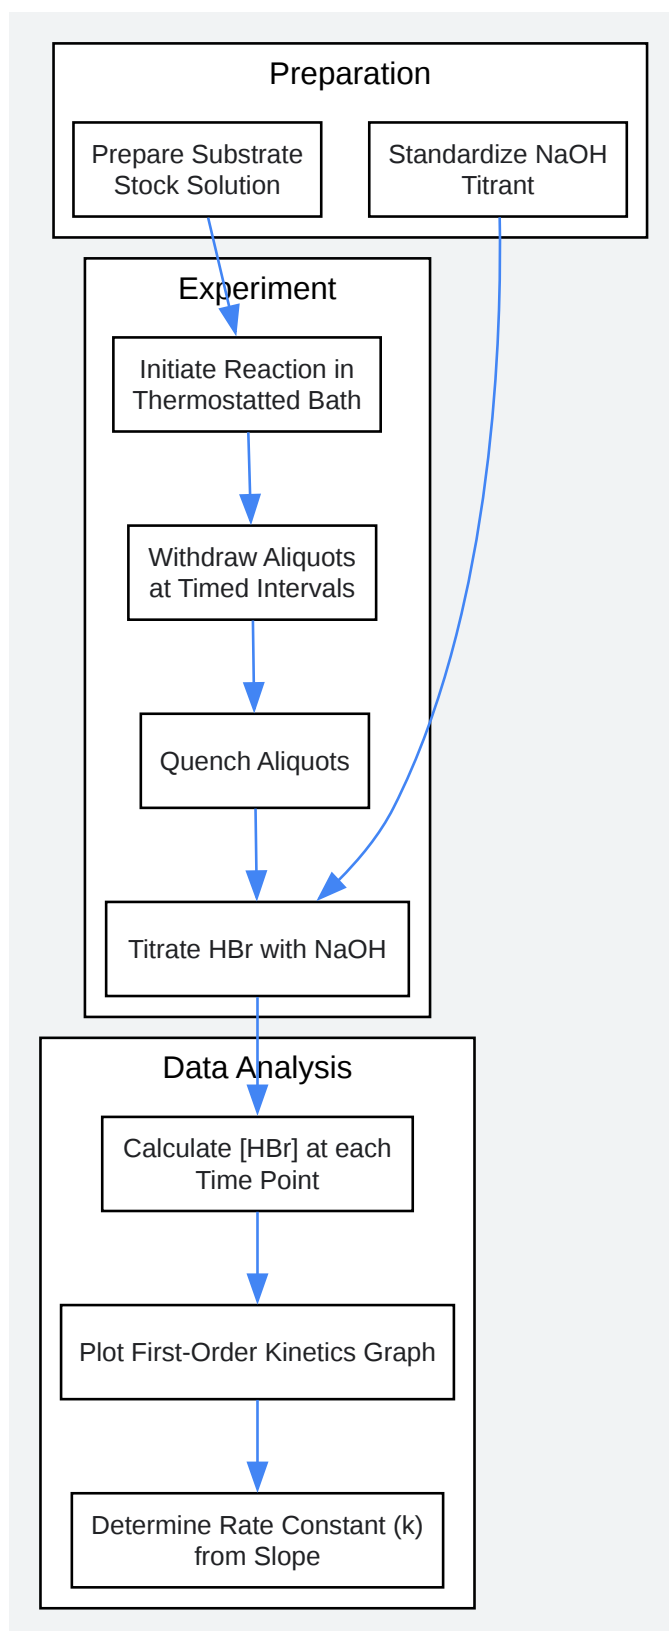 Preparation
Prepare Substrate
Stock Solution
Standardize NaOH
Titrant
Experiment
Initiate Reaction in
Thermostatted Bath
Withdraw Aliquots
at Timed Intervals
Quench Aliquots
Titrate HBr with NaOH
Data Analysis
Calculate [HBr] at each
Time Point
Plot First-Order Kinetics Graph
Determine Rate Constant (k)
from Slope